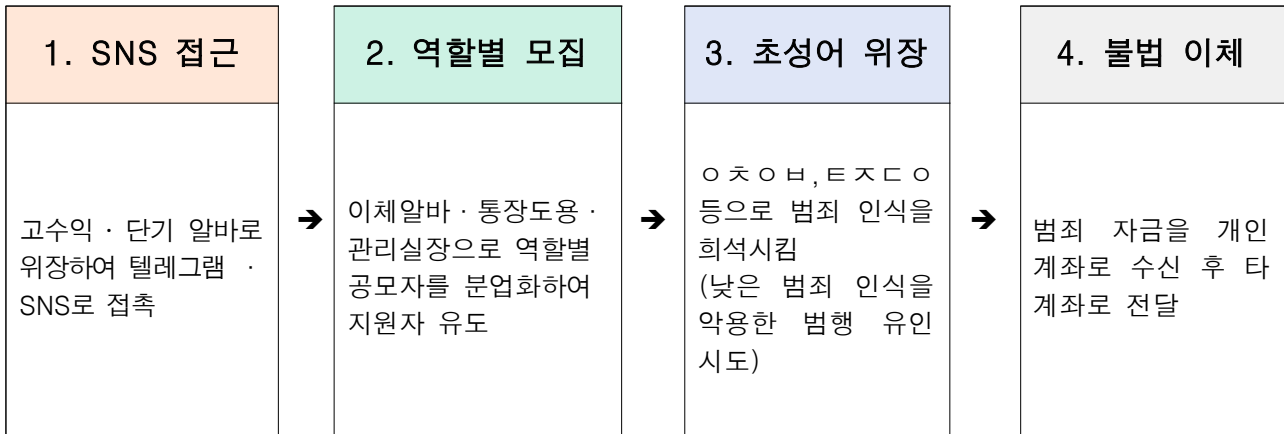 1. SNS 접근
고수익 · 단기 알바로
위장하여 텔레그램 ·
SNS로 접촉
➔
2. 역할별 모집
이체알바 · 통장도용 ·
관리실장으로 역할별
공모자를 분업화하여
지원자 유도
➔
3. 초성어 위장
ㅇㅊㅇㅂ,ㅌㅈㄷㅇ
등으로 범죄 인식을
희석시킴
(낮은 범죄 인식을
악용한 범행 유인
시도)
➔
4. 불법 이체
범죄 자금을 개인
계좌로 수신 후 타
계좌로 전달